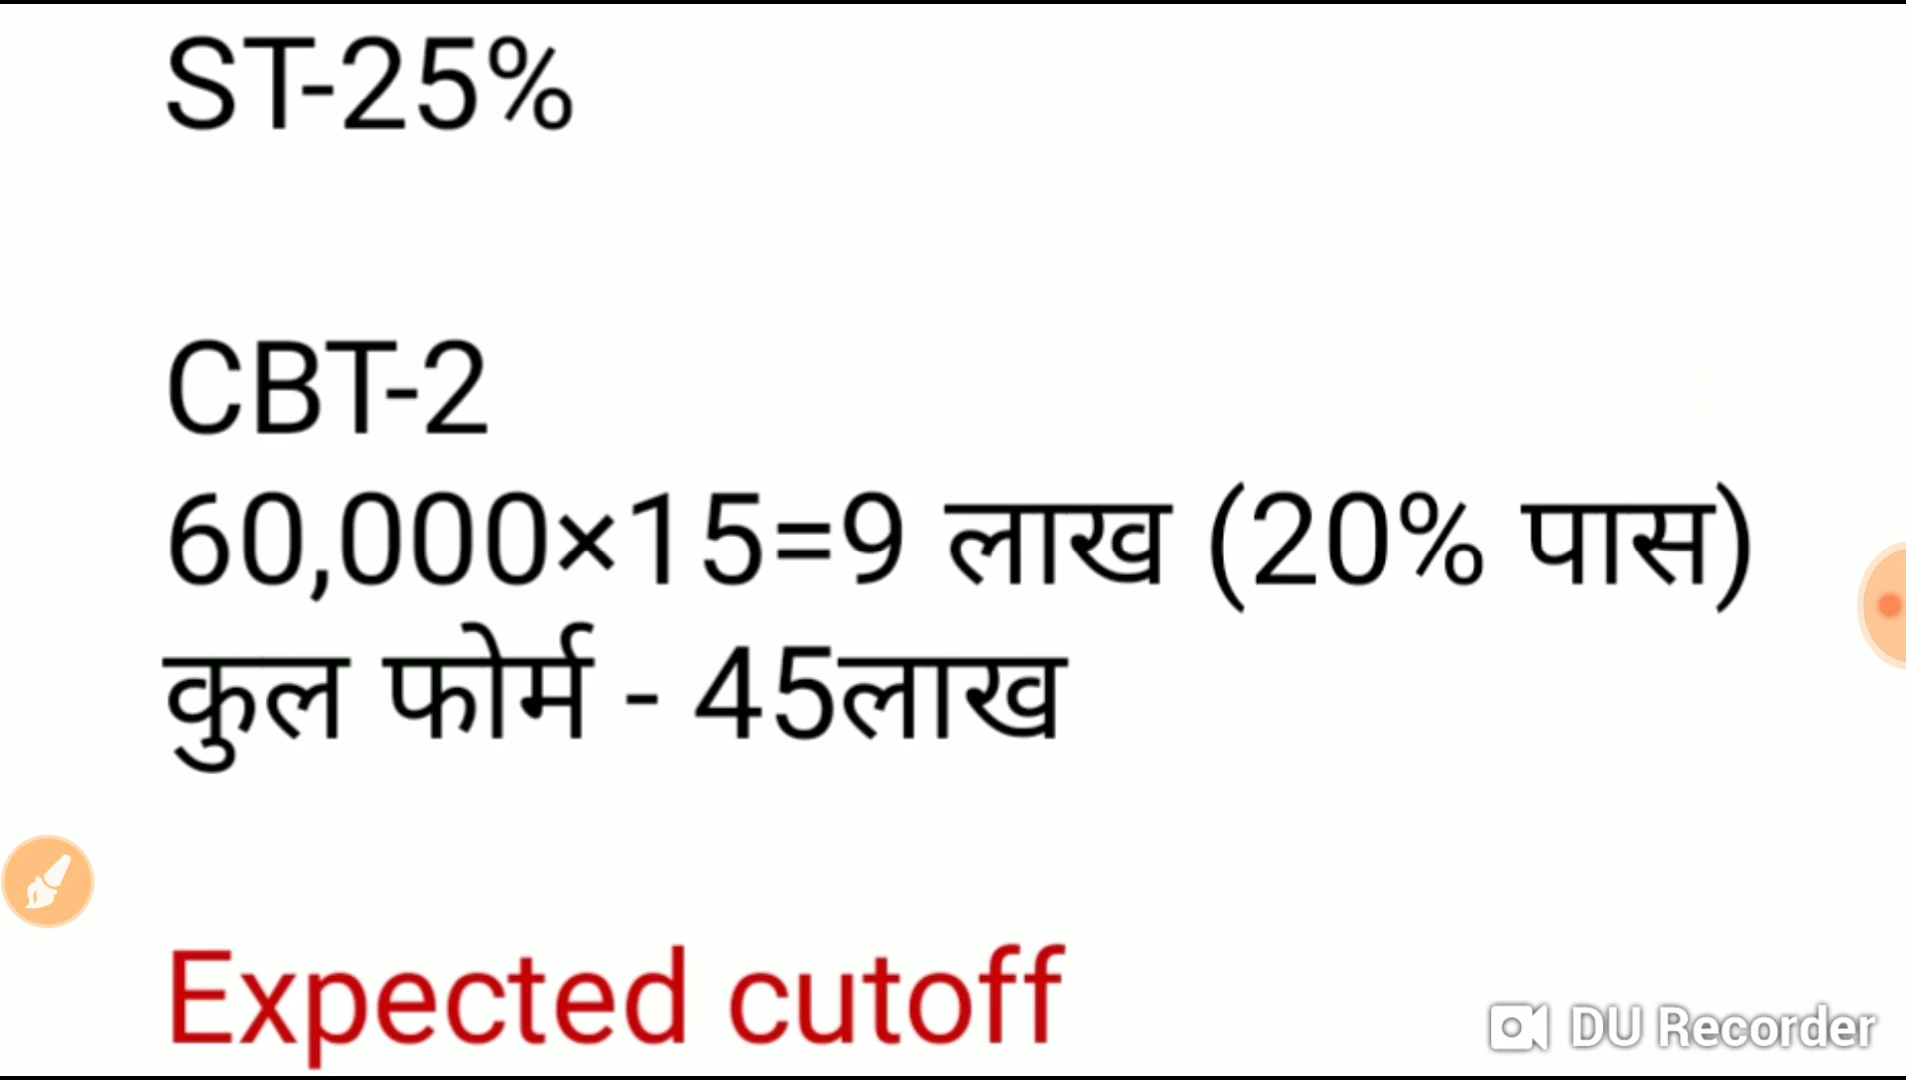 ST-25%
CBT-2
60,000×15=9 लाख (20% पास)
कुल फोर्म - 45लाख
Expected cutoff
DU Recorder